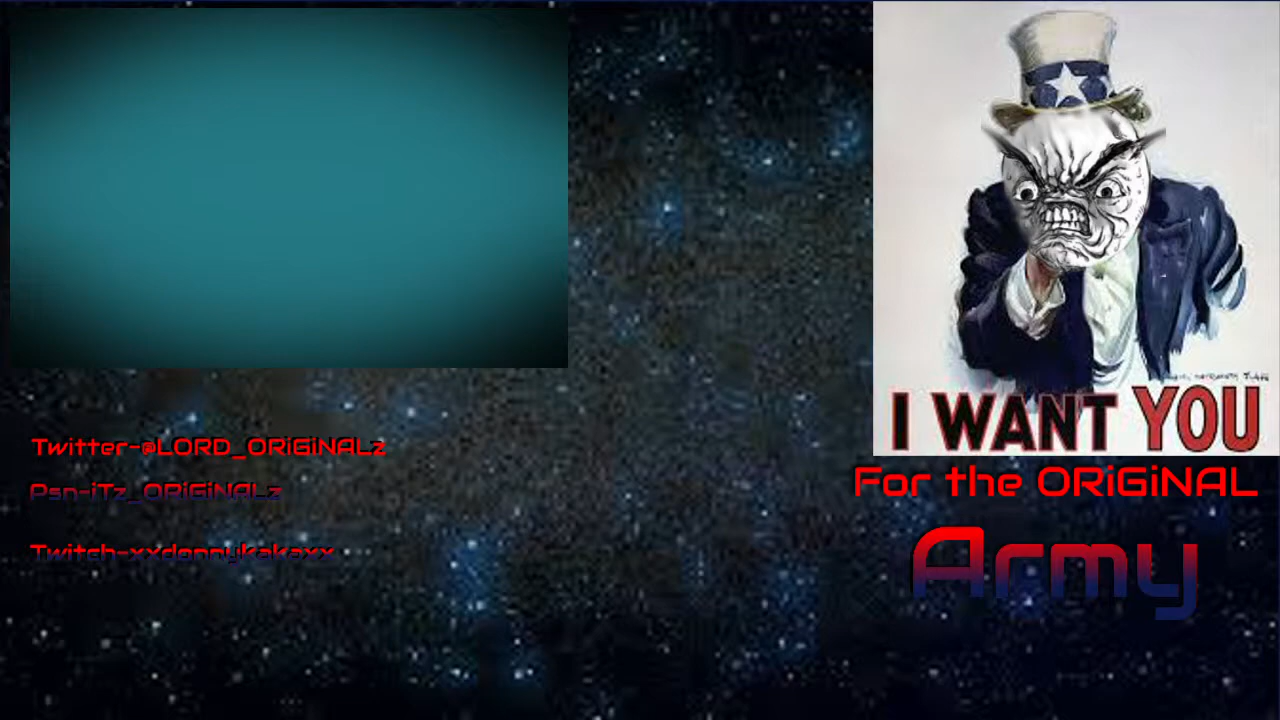 Twitter-@LORD_ORiGiNALz
Psn-iTz_ORiGiNALz
Twitch-xxdonnykakaxx
I WANT YOU
For the ORiGiNAL
Army